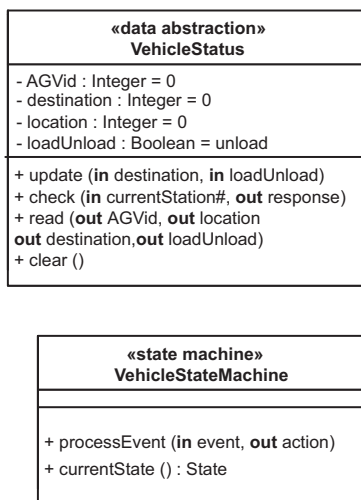 «data abstraction»
VehicleStatus
- AGVid : Integer = 0
- destination : Integer = 0
- location : Integer = 0
- loadUnload : Boolean = unload
+ update (in destination, in loadUnload)
+ check (in currentStation#, out response)
+ read (out AGVid, out location
out destination,out loadUnload)
+ clear ()
«state machine»
VehicleStateMachine
+ processEvent (in event, out action)
+ currentState () : State